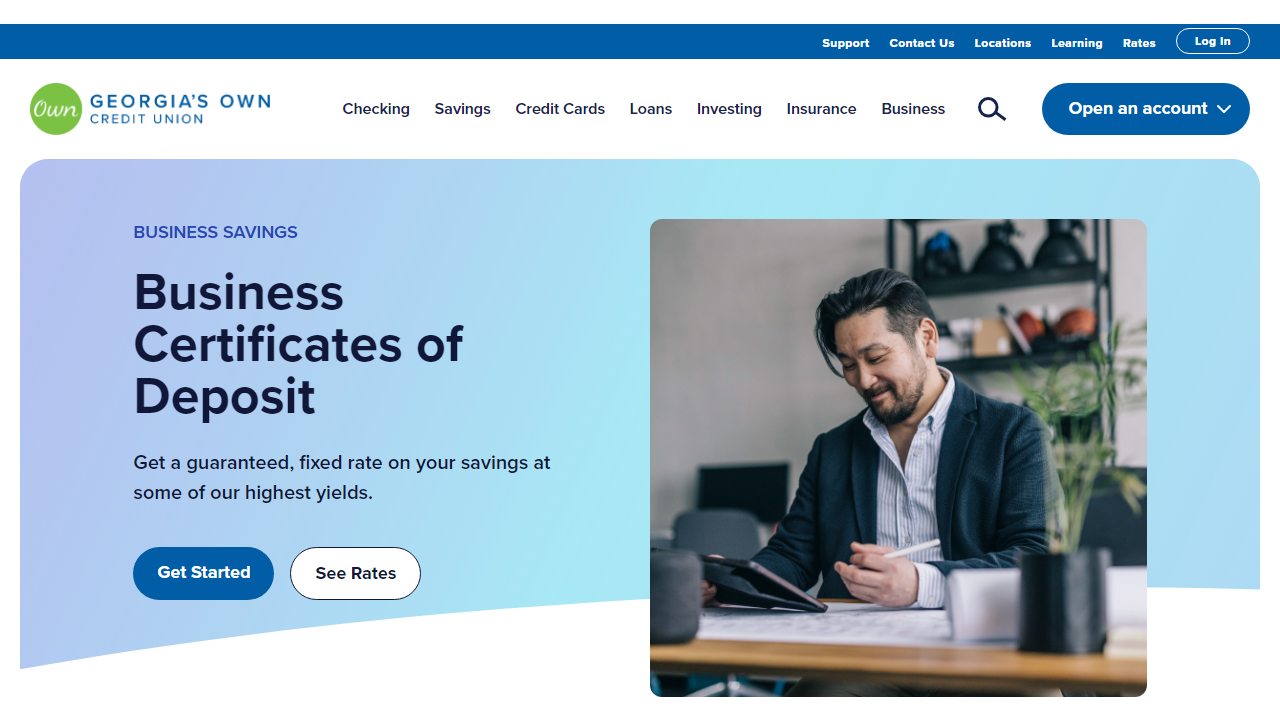 Support Contact Us Locations Learning Rates Log In
Own GEORGIA'S OWN
CREDIT UNION
Checking Savings Credit Cards Loans Investing Insurance Business Open an account
BUSINESS SAVINGS
Business
Certificates of
Deposit
Get a guaranteed, fixed rate on your savings at
some of our highest yields.
Get Started See Rates